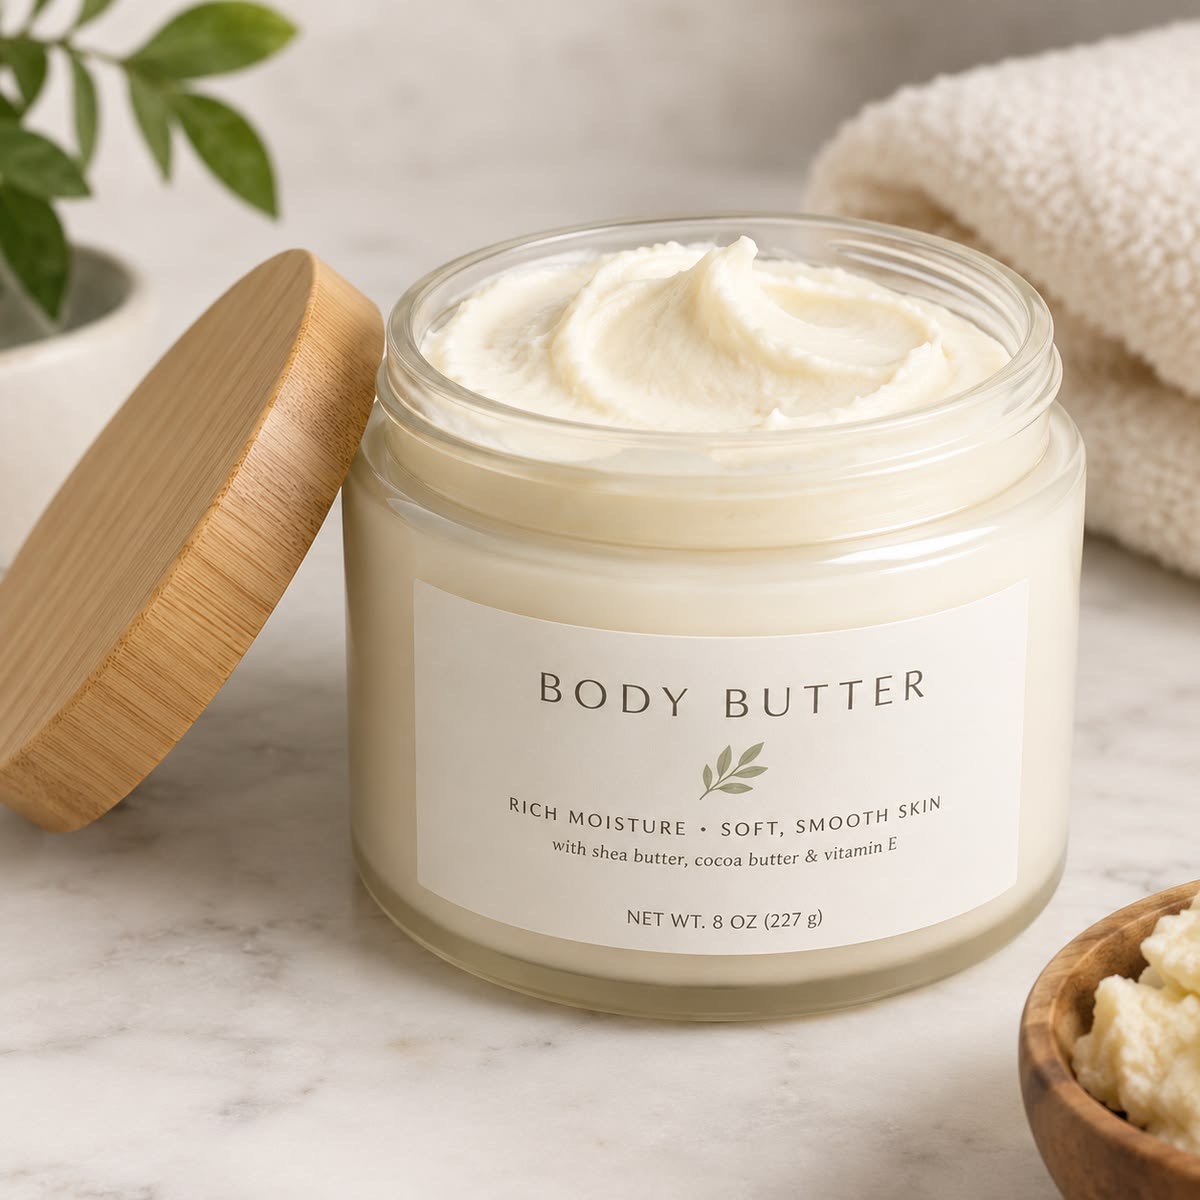 BODY BUTTER
RICH MOISTURE • SOFT, SMOOTH SKIN
with shea butter, cocoa butter & vitamin E
NET WT. 8 OZ (227 g)